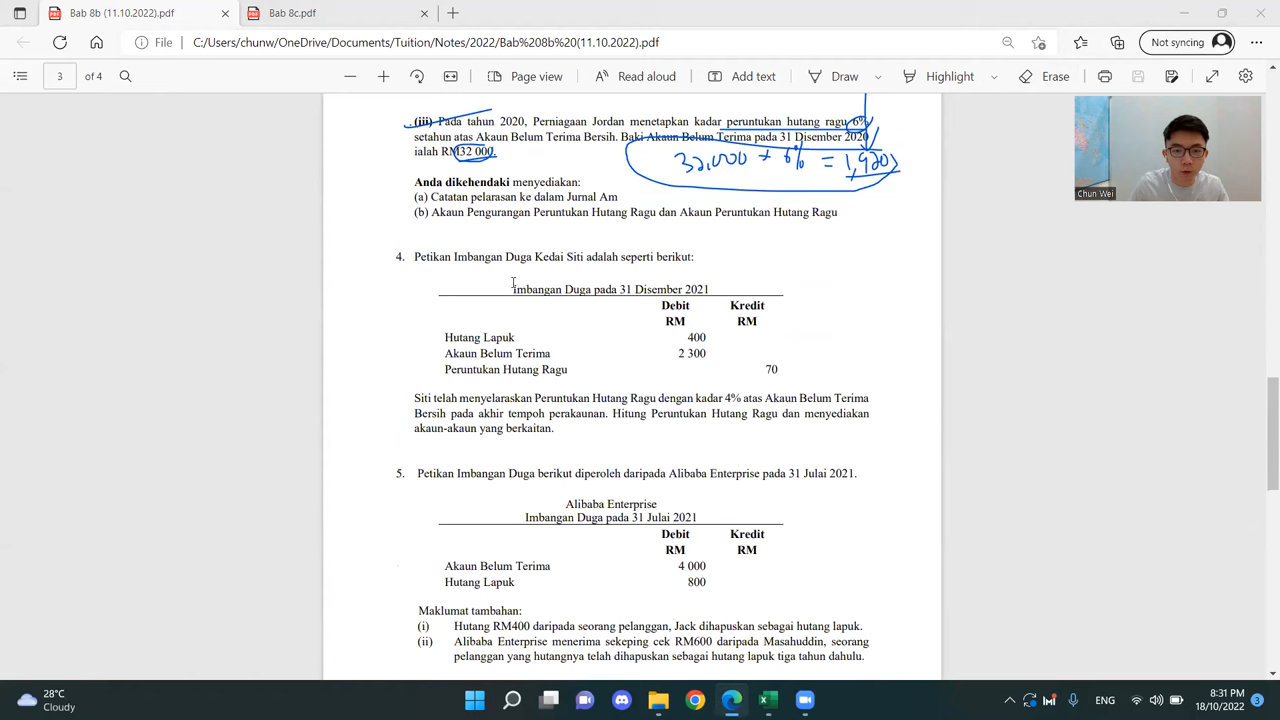 Bab 8b (11.10.2022).pdf
Bab 8c.pdf
File
C:/Users/chunw/OneDrive/Documents/Tuition/Notes/2022/Bab%208b%20(11.10.2022).pdf
Not syncing
3 of 4
Page view
Read aloud
Add text
Draw
Highlight
Erase
(iii) Pada tahun 2020, Perniagaan Jordan menetapkan kadar peruntukan hutang ragu 6%
setahun atas Akaun Belum Terima Bersih. Baki Akaun Belum Terima pada 31 Disember 2020
ialah RM32 000.
32,000 × 6% = 1,920
Anda dikehendaki menyediakan:
(a) Catatan pelarasan ke dalam Jurnal Am
(b) Akaun Pengurangan Peruntukan Hutang Ragu dan Akaun Peruntukan Hutang Ragu
4. Petikan Imbangan Duga Kedai Siti adalah seperti berikut:
Imbangan Duga pada 31 Disember 2021
Debit Kredit
RM RM
Hutang Lapuk 400
Akaun Belum Terima 2 300
Peruntukan Hutang Ragu 70
Siti telah menyelaraskan Peruntukan Hutang Ragu dengan kadar 4% atas Akaun Belum Terima
Bersih pada akhir tempoh perakaunan. Hitung Peruntukan Hutang Ragu dan menyediakan
akaun-akaun yang berkaitan.
5. Petikan Imbangan Duga berikut diperoleh daripada Alibaba Enterprise pada 31 Julai 2021.
Alibaba Enterprise
Imbangan Duga pada 31 Julai 2021
Debit Kredit
RM RM
Akaun Belum Terima 4 000
Hutang Lapuk 800
Maklumat tambahan:
(i) Hutang RM400 daripada seorang pelanggan, Jack dihapuskan sebagai hutang lapuk.
(ii) Alibaba Enterprise menerima sekeping cek RM600 daripada Masahuddin, seorang
pelanggan yang hutangnya telah dihapuskan sebagai hutang lapuk tiga tahun dahulu.
Chun Wei
28°C
Cloudy
ENG
8:31 PM
18/10/2022
3